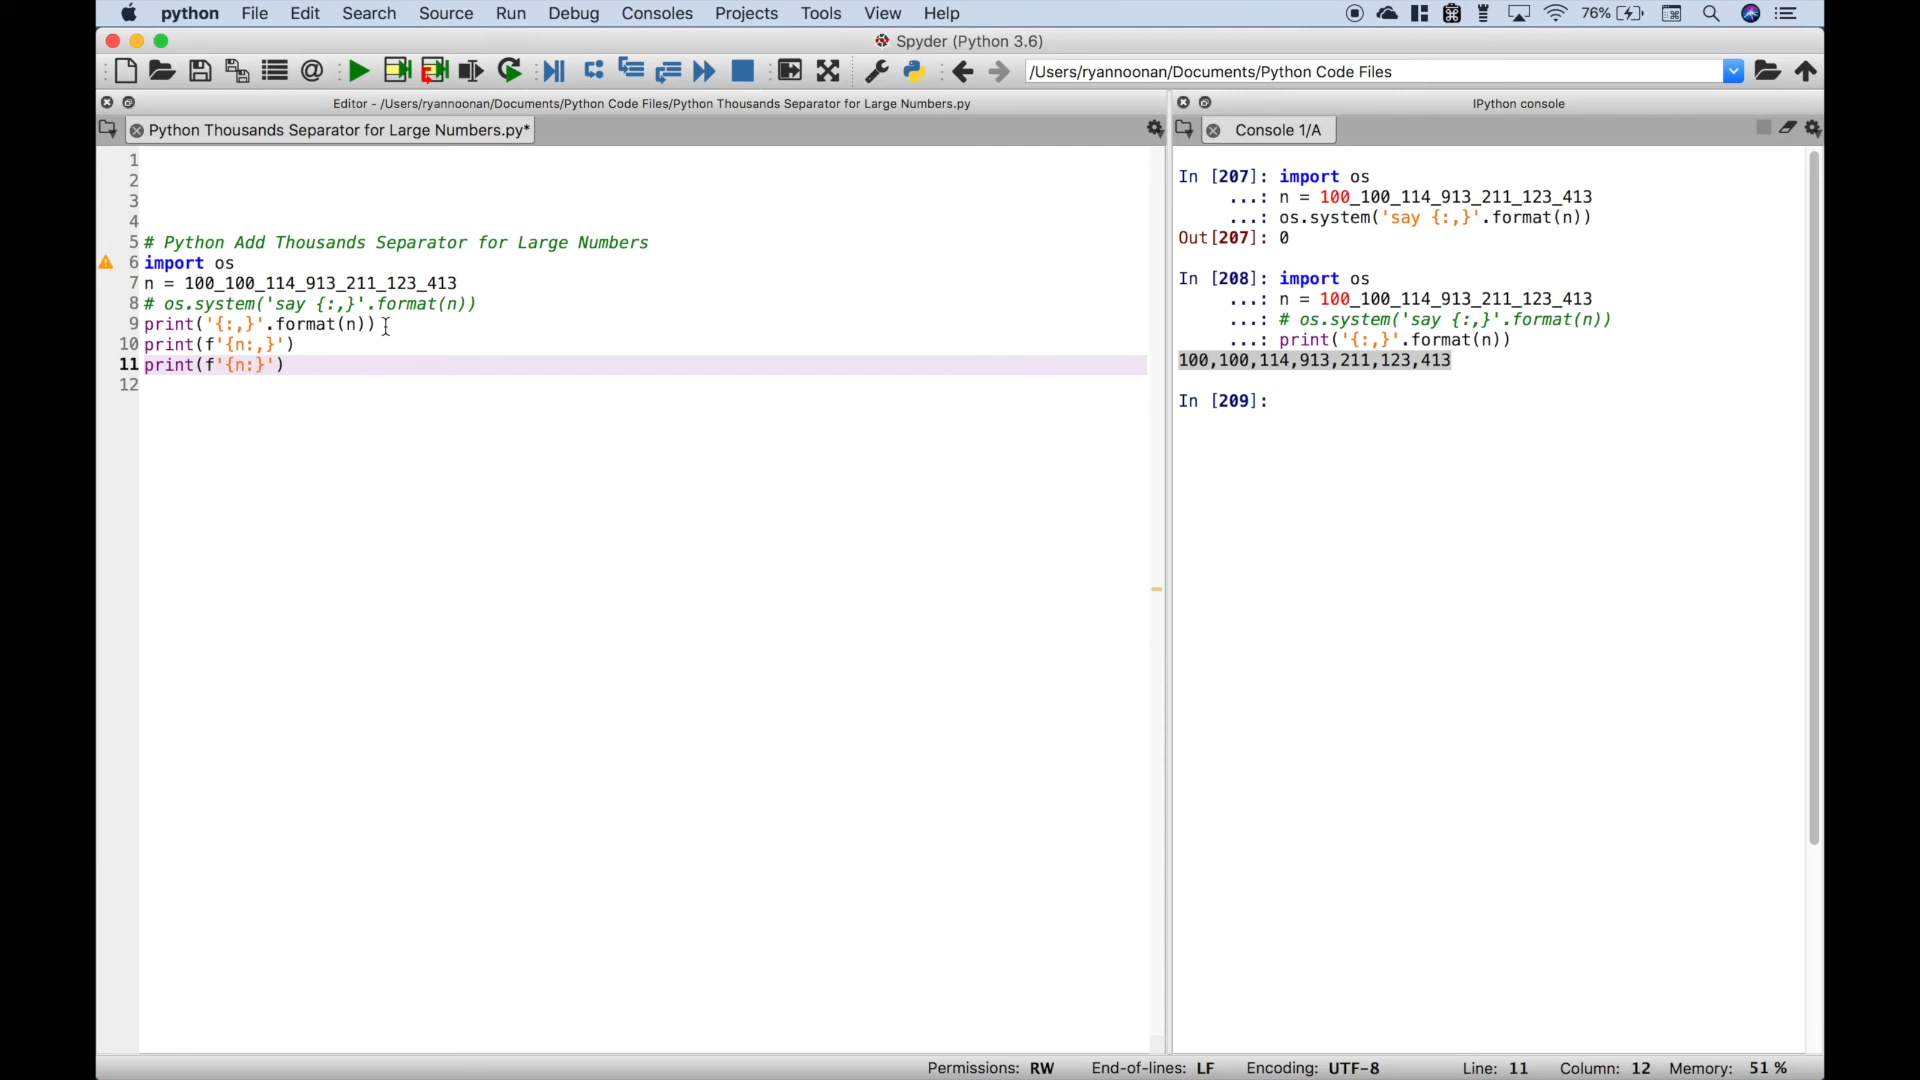 python File Edit Search Source Run Debug Consoles Projects Tools View Help 76%
Spyder (Python 3.6)
/Users/ryannoonan/Documents/Python Code Files
Editor - /Users/ryannoonan/Documents/Python Code Files/Python Thousands Separator for Large Numbers.py
IPython console
Python Thousands Separator for Large Numbers.py*
Console 1/A
1
2
3
4
5 # Python Add Thousands Separator for Large Numbers
6 import os
7 n = 100_100_114_913_211_123_413
8 # os.system('say {:,}'.format(n))
9 print('{:,}'.format(n))
10 print(f'{n:,}')
11 print(f'{n:}')
12
In [207]: import os
...: n = 100_100_114_913_211_123_413
...: os.system('say {:,}'.format(n))
Out[207]: 0
In [208]: import os
...: n = 100_100_114_913_211_123_413
...: # os.system('say {:,}'.format(n))
...: print('{:,}'.format(n))
100,100,114,913,211,123,413
In [209]:
Permissions: RW End-of-lines: LF Encoding: UTF-8 Line: 11 Column: 12 Memory: 51 %